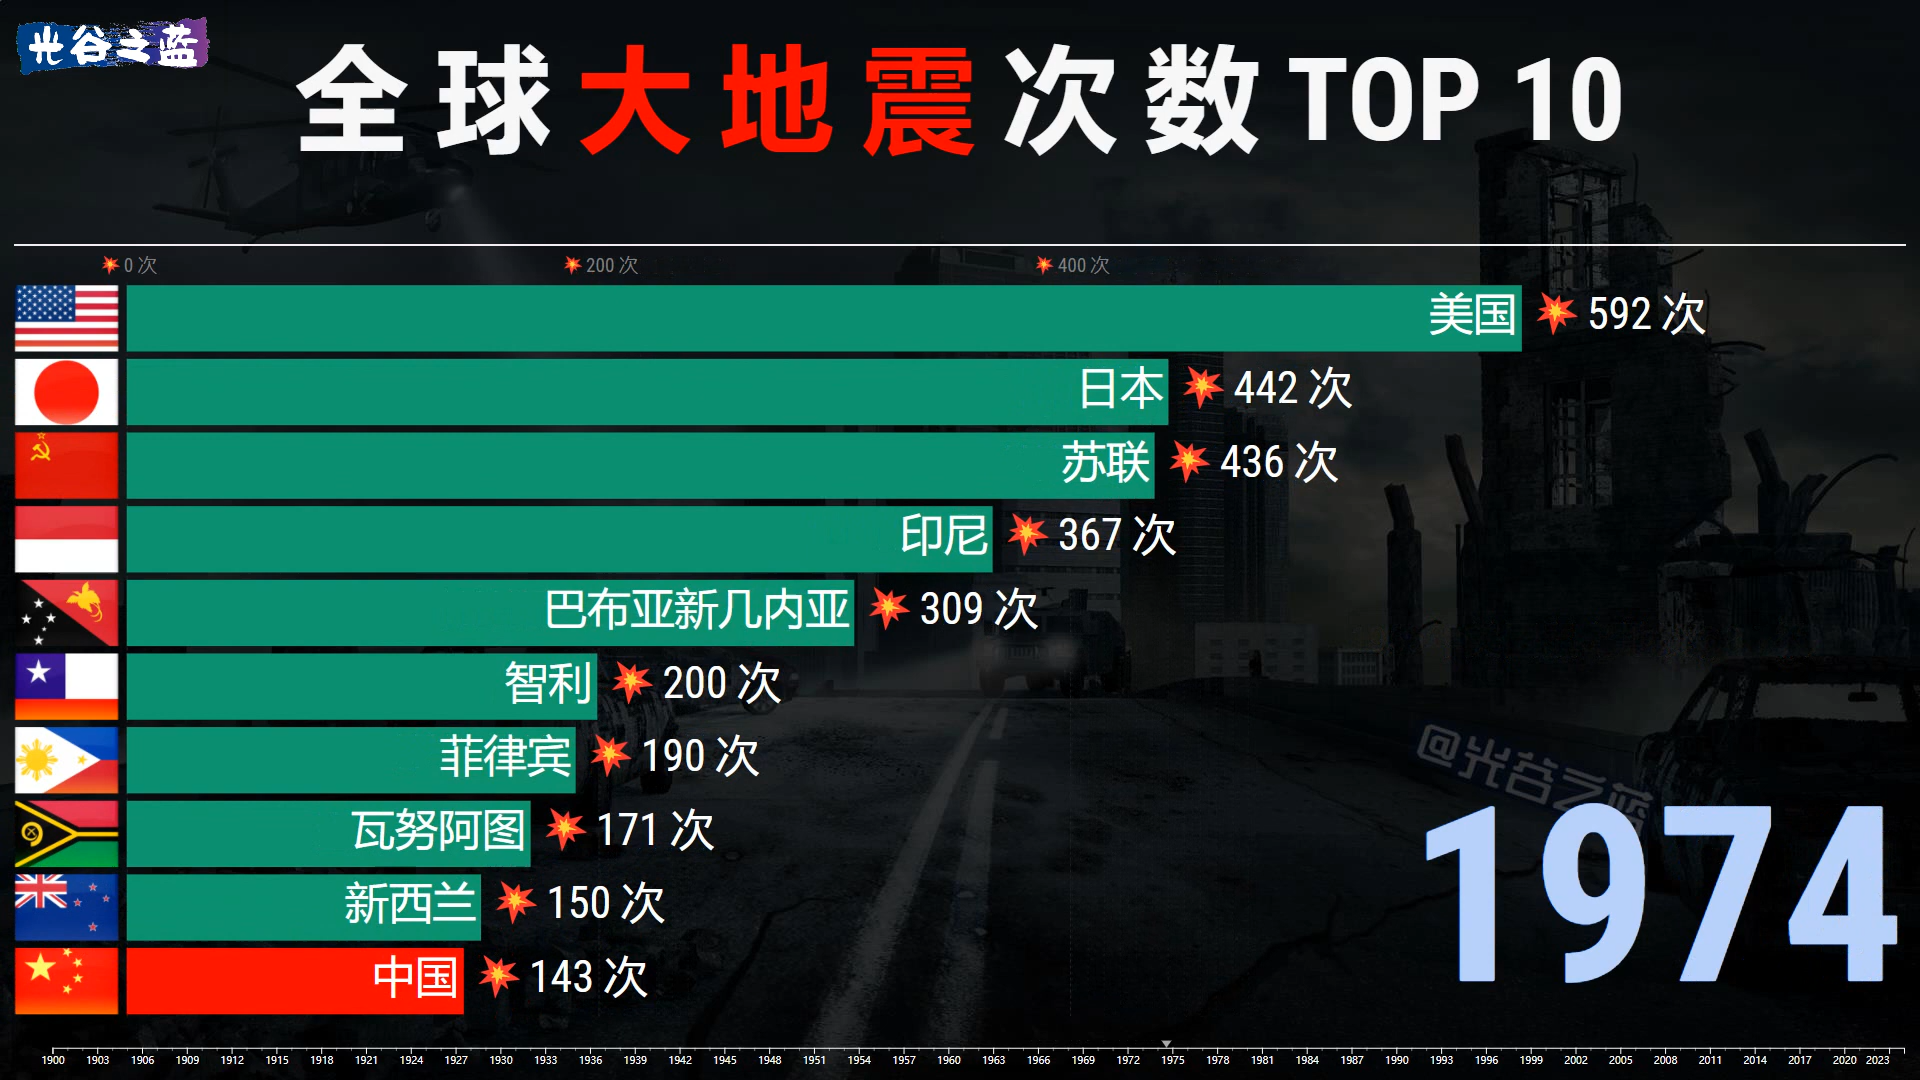 光谷之蓝
全球大地震次数TOP 10
0 次 200 次 400 次
美国 592 次
日本 442 次
苏联 436 次
印尼 367 次
巴布亚新几内亚 309 次
智利 200 次
菲律宾 190 次
瓦努阿图 171 次
新西兰 150 次
中国 143 次
@光谷之蓝
1974
1900 1903 1906 1909 1912 1915 1918 1921 1924 1927 1930 1933 1936 1939 1942 1945 1948 1951 1954 1957 1960 1963 1966 1969 1972 1975 1978 1981 1984 1987 1990 1993 1996 1999 2002 2005 2008 2011 2014 2017 2020 2023